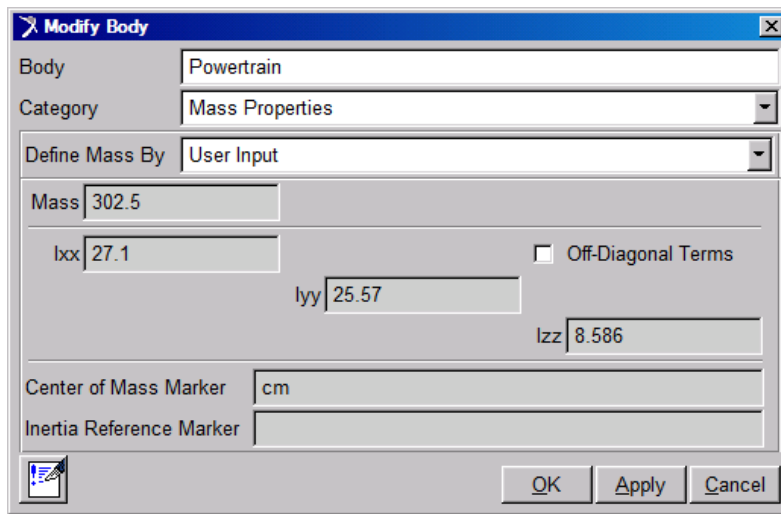 Modify Body
Body Powertrain
Category Mass Properties
Define Mass By User Input
Mass 302.5
Ixx 27.1 Off-Diagonal Terms
Iyy 25.57
Izz 8.586
Center of Mass Marker cm
Inertia Reference Marker
OK Apply Cancel